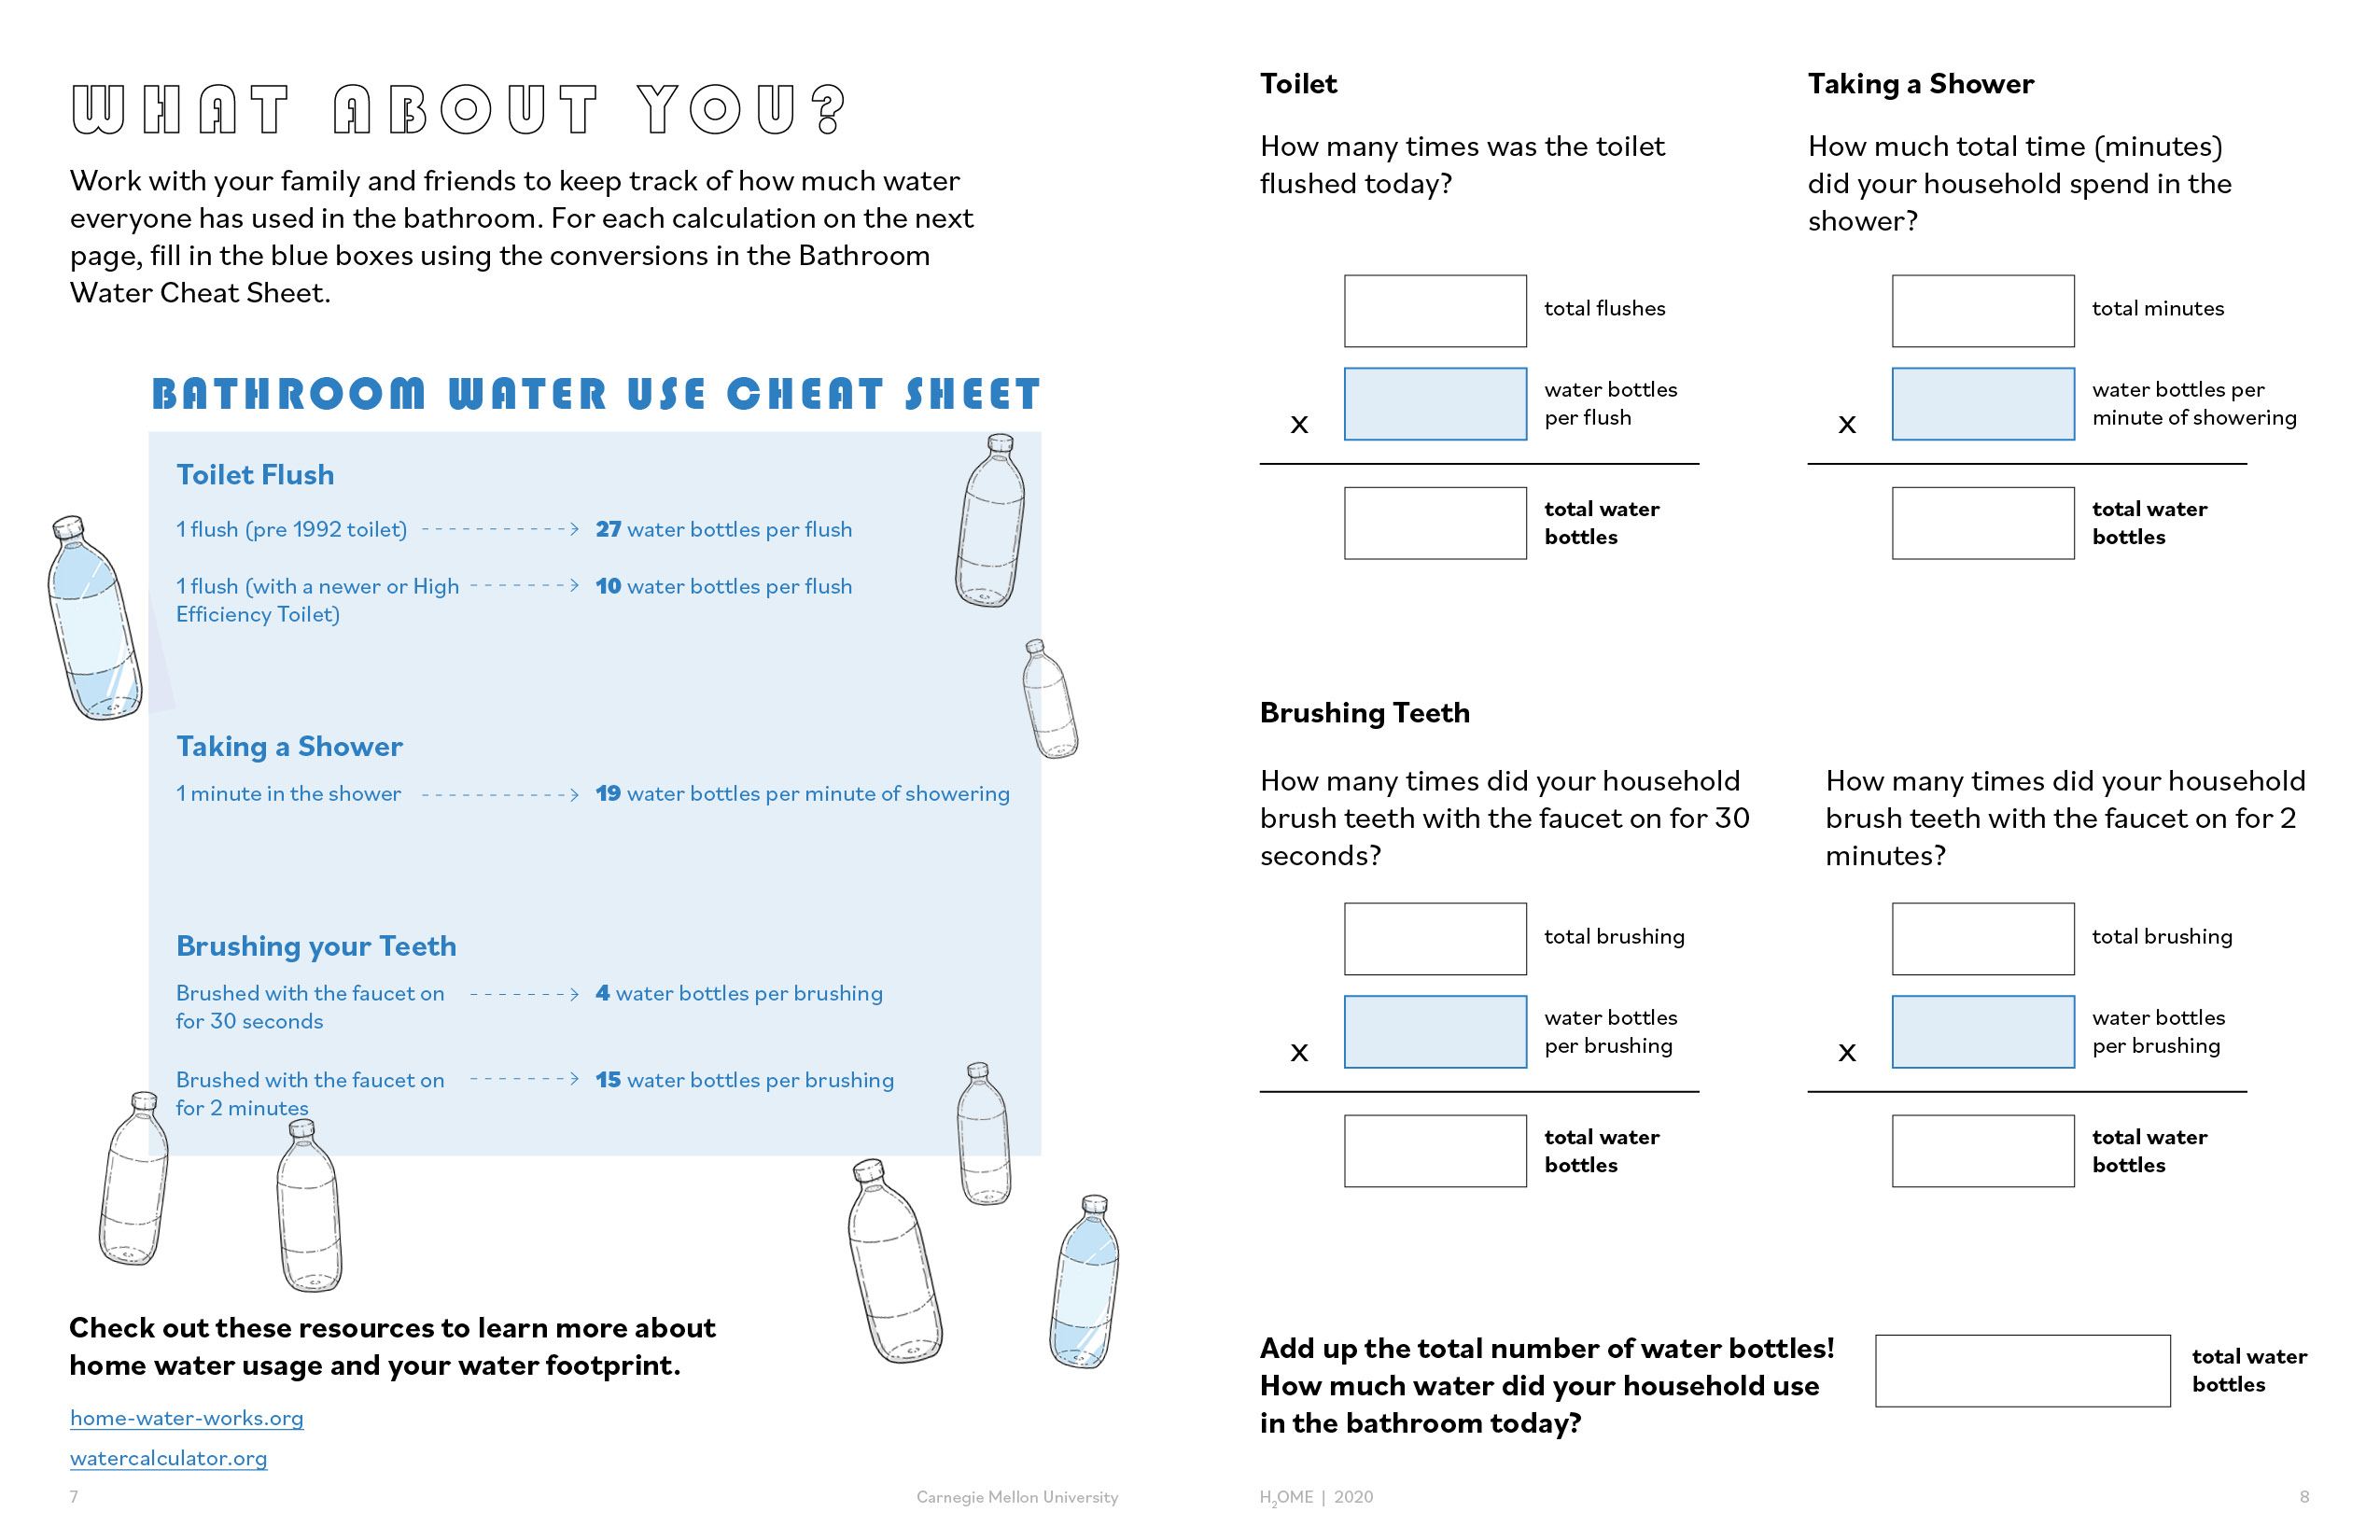 WHAT ABOUT YOU?
Work with your family and friends to keep track of how much water
everyone has used in the bathroom. For each calculation on the next
page, fill in the blue boxes using the conversions in the Bathroom
Water Cheat Sheet.
BATHROOM WATER USE CHEAT SHEET
Toilet Flush
1 flush (pre 1992 toilet) 27 water bottles per flush
1 flush (with a newer or High 10 water bottles per flush
Efficiency Toilet)
Taking a Shower
1 minute in the shower 19 water bottles per minute of showering
Brushing your Teeth
Brushed with the faucet on 4 water bottles per brushing
for 30 seconds
Brushed with the faucet on 15 water bottles per brushing
for 2 minutes
Check out these resources to learn more about
home water usage and your water footprint.
home-water-works.org
watercalculator.org
7
Carnegie Mellon University
Toilet
How many times was the toilet
flushed today?
total flushes
x
water bottles
per flush
total water
bottles
Taking a Shower
How much total time (minutes)
did your household spend in the
shower?
total minutes
x
water bottles per
minute of showering
total water
bottles
Brushing Teeth
How many times did your household
brush teeth with the faucet on for 30
seconds?
total brushing
x
water bottles
per brushing
total water
bottles
How many times did your household
brush teeth with the faucet on for 2
minutes?
total brushing
x
water bottles
per brushing
total water
bottles
Add up the total number of water bottles!
How much water did your household use
in the bathroom today?
total water
bottles
H₂OME | 2020
8